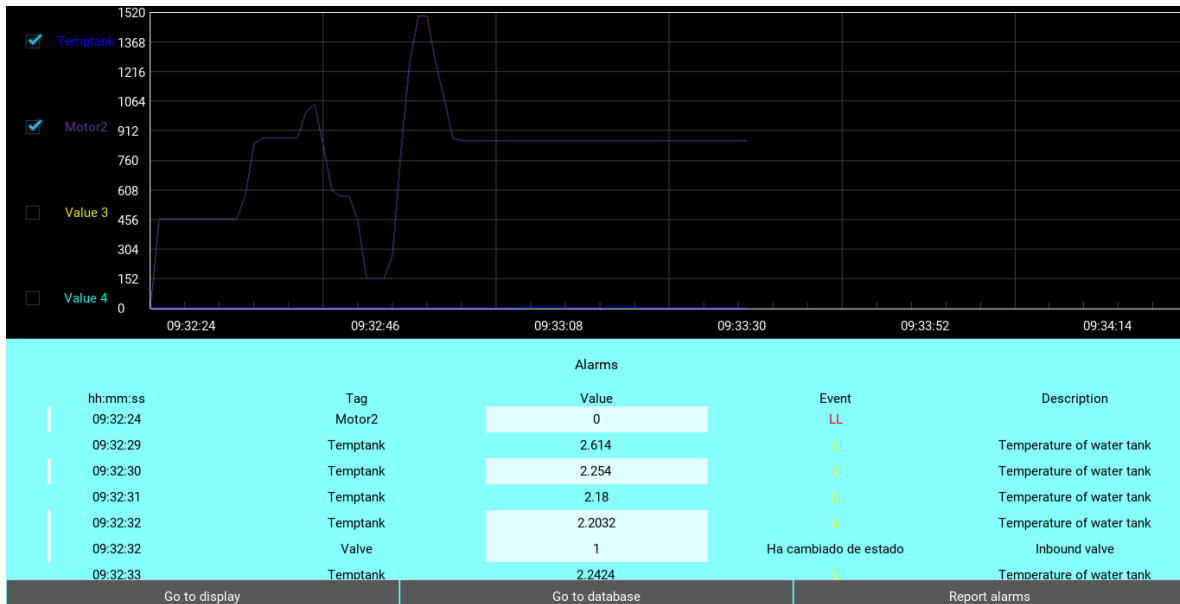 1520
Temptank 1368
1216
1064
Motor2 912
760
608
Value 3 456
304
152
Value 4 0
09:32:24 09:32:46 09:33:08 09:33:30 09:33:52 09:34:14
Alarms
hh:mm:ss Tag Value Event Description
09:32:24 Motor2 0 LL
09:32:29 Temptank 2.614 L Temperature of water tank
09:32:30 Temptank 2.254 L Temperature of water tank
09:32:31 Temptank 2.18 L Temperature of water tank
09:32:32 Temptank 2.2032 L Temperature of water tank
09:32:32 Valve 1 Ha cambiado de estado Inbound valve
09:32:33 Temptank 2.2424 L Temperature of water tank
Go to display Go to database Report alarms